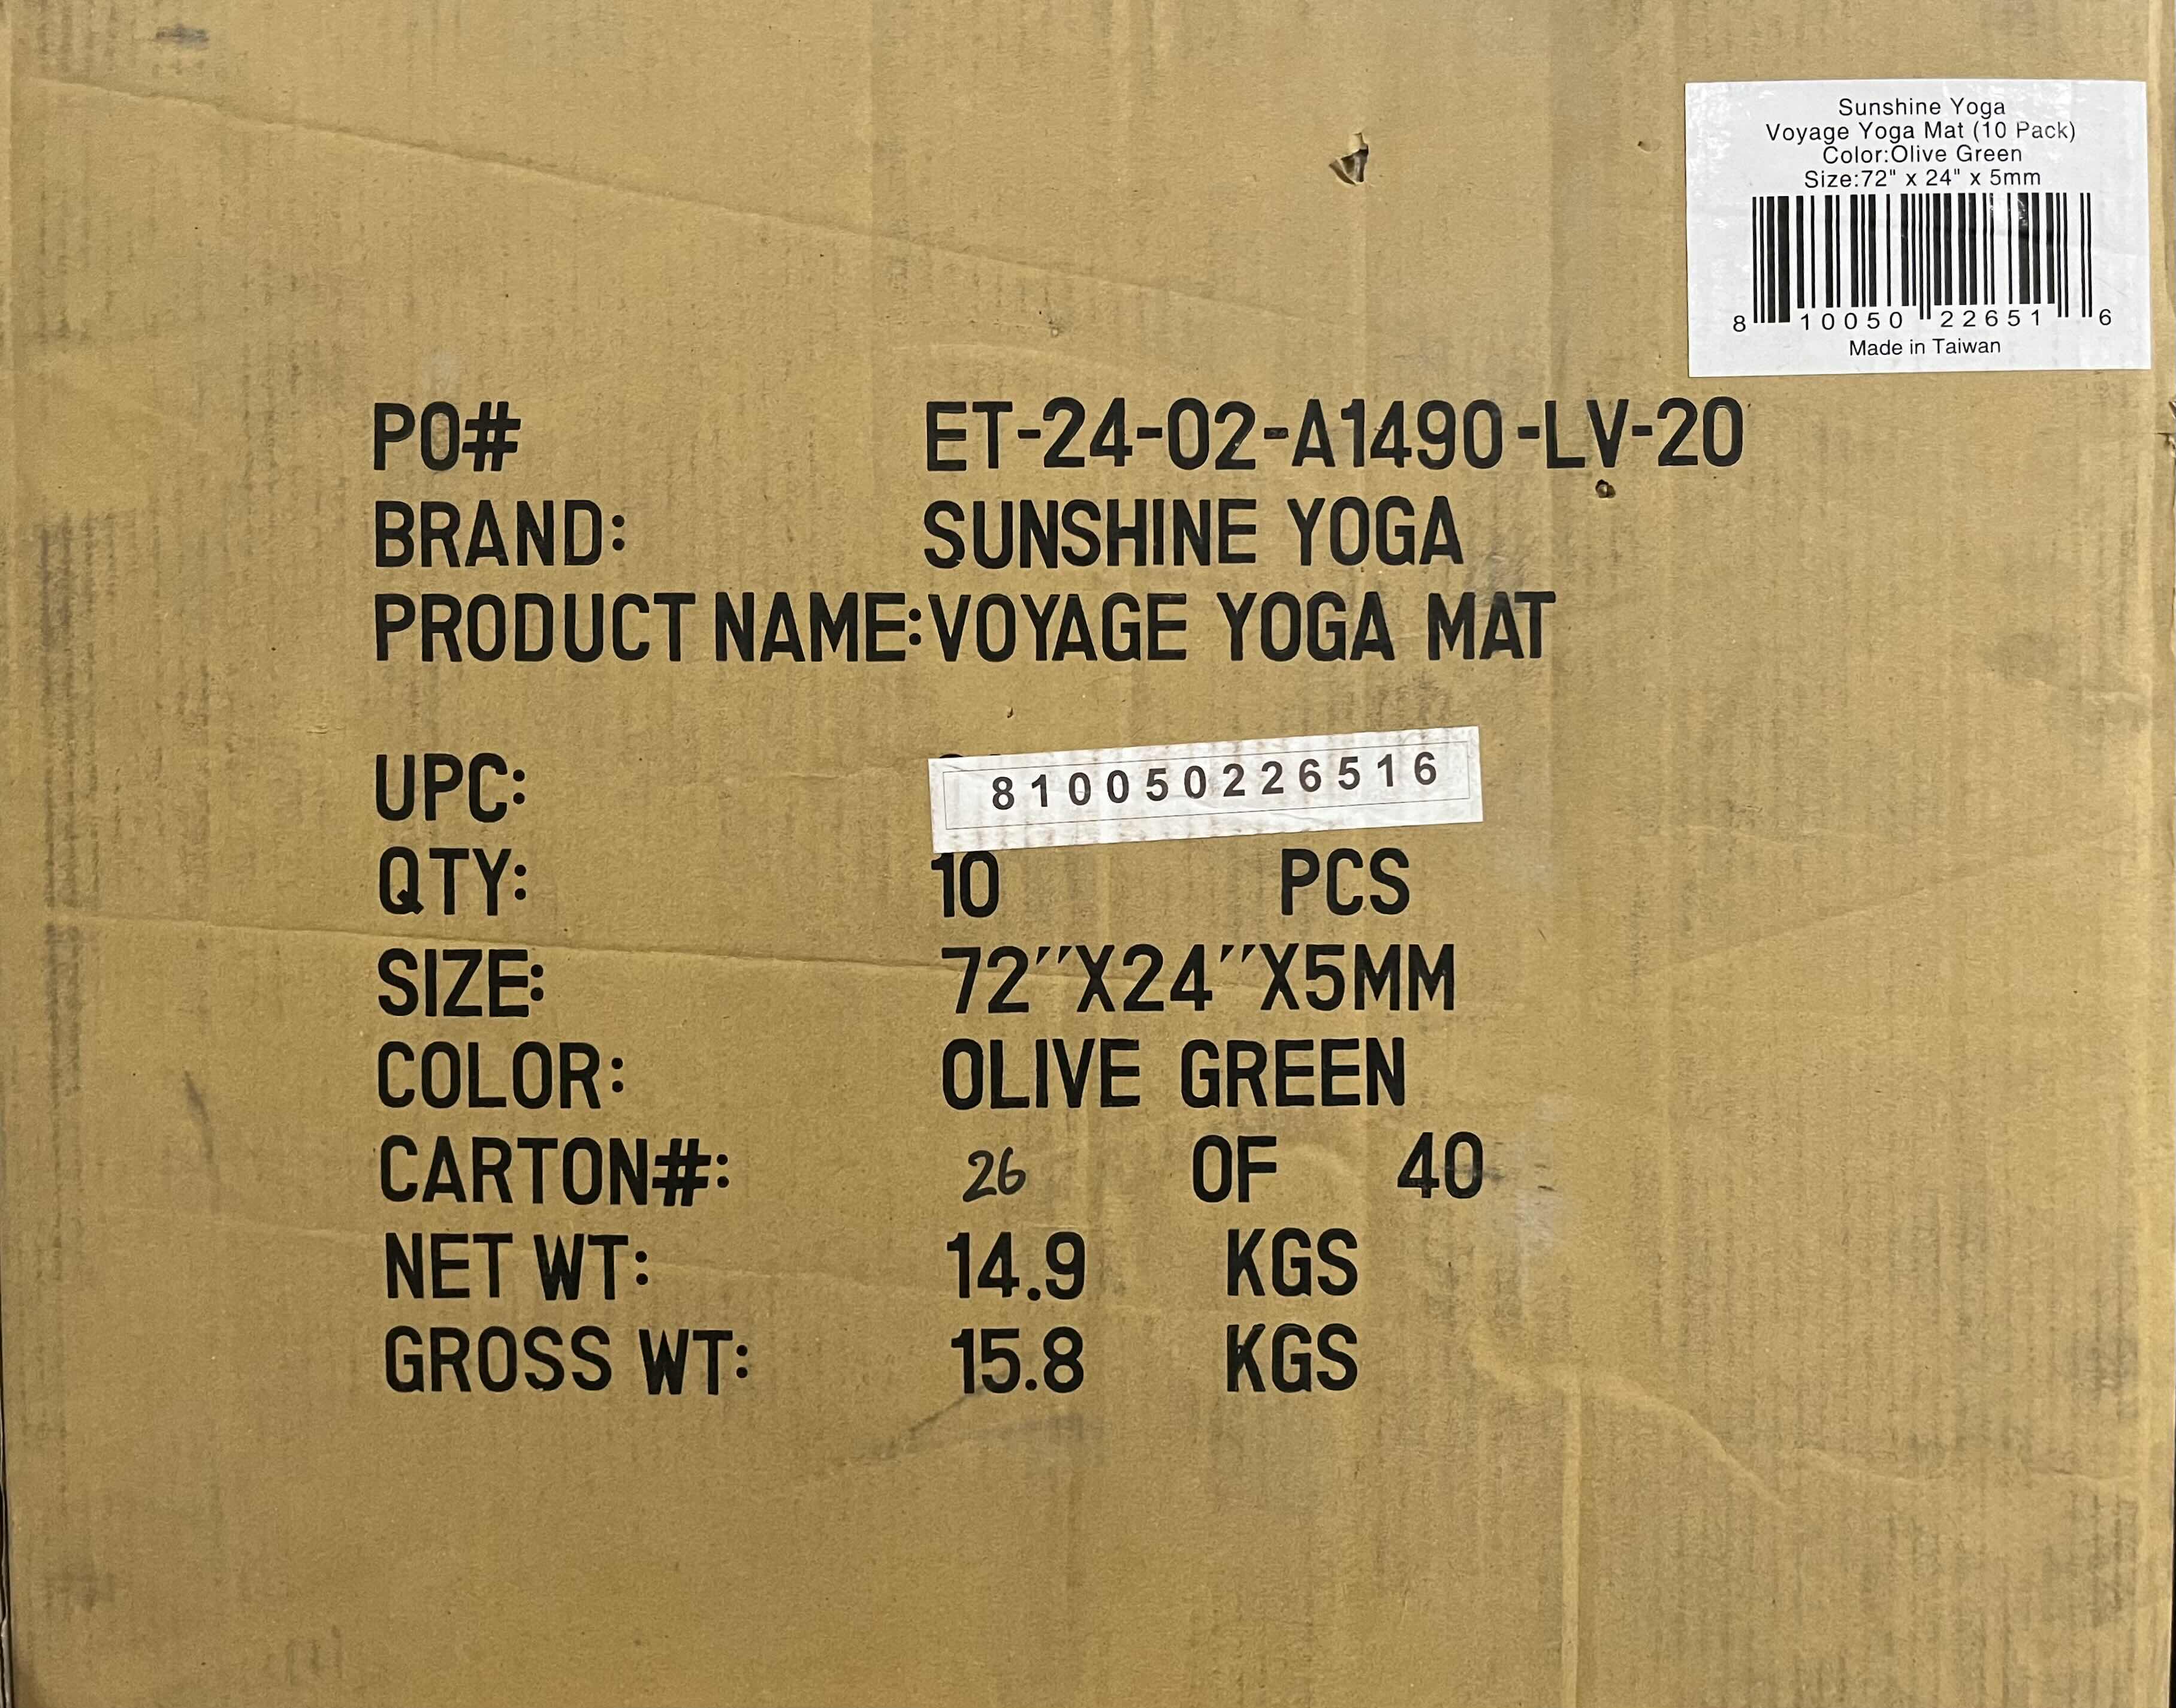 Sunshine Yoga
Voyage Yoga Mat (10 Pack)
Color:Olive Green
Size:72" x 24" x 5mm
8 10050 22651 6
Made in Taiwan
PO# ET-24-02-A1490-LV-20
BRAND: SUNSHINE YOGA
PRODUCT NAME:VOYAGE YOGA MAT
UPC: 810050226516
QTY: 10 PCS
SIZE: 72"X24"X5MM
COLOR: OLIVE GREEN
CARTON#: 26 OF 40
NET WT: 14.9 KGS
GROSS WT: 15.8 KGS